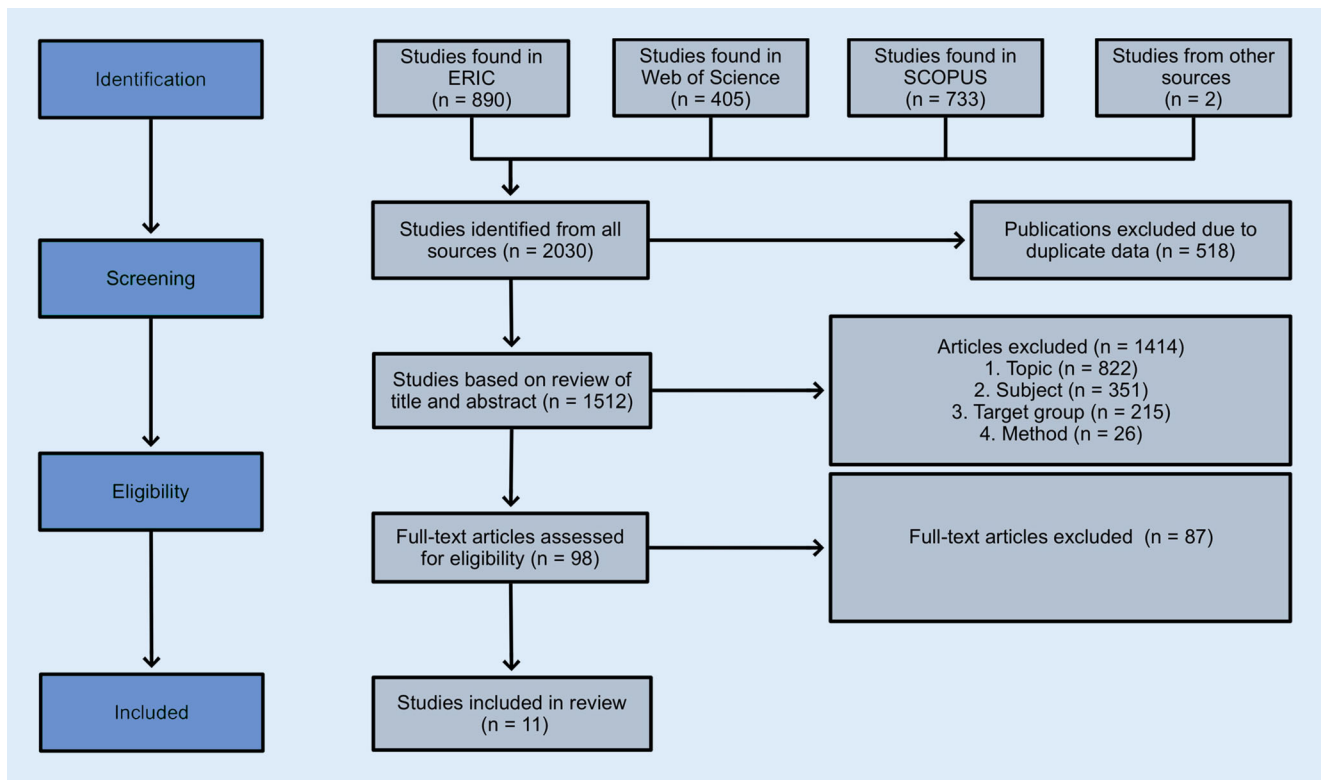 Identification
Studies found in
ERIC
(n = 890)
Studies found in
Web of Science
(n = 405)
Studies found in
SCOPUS
(n = 733)
Studies from other
sources
(n = 2)
Screening
Studies identified from all
sources (n = 2030)
Publications excluded due to
duplicate data (n = 518)
Studies based on review of
title and abstract (n = 1512)
Articles excluded (n = 1414)
1. Topic (n = 822)
2. Subject (n = 351)
3. Target group (n = 215)
4. Method (n = 26)
Eligibility
Full-text articles assessed
for eligibility (n = 98)
Full-text articles excluded (n = 87)
Included
Studies included in review
(n = 11)